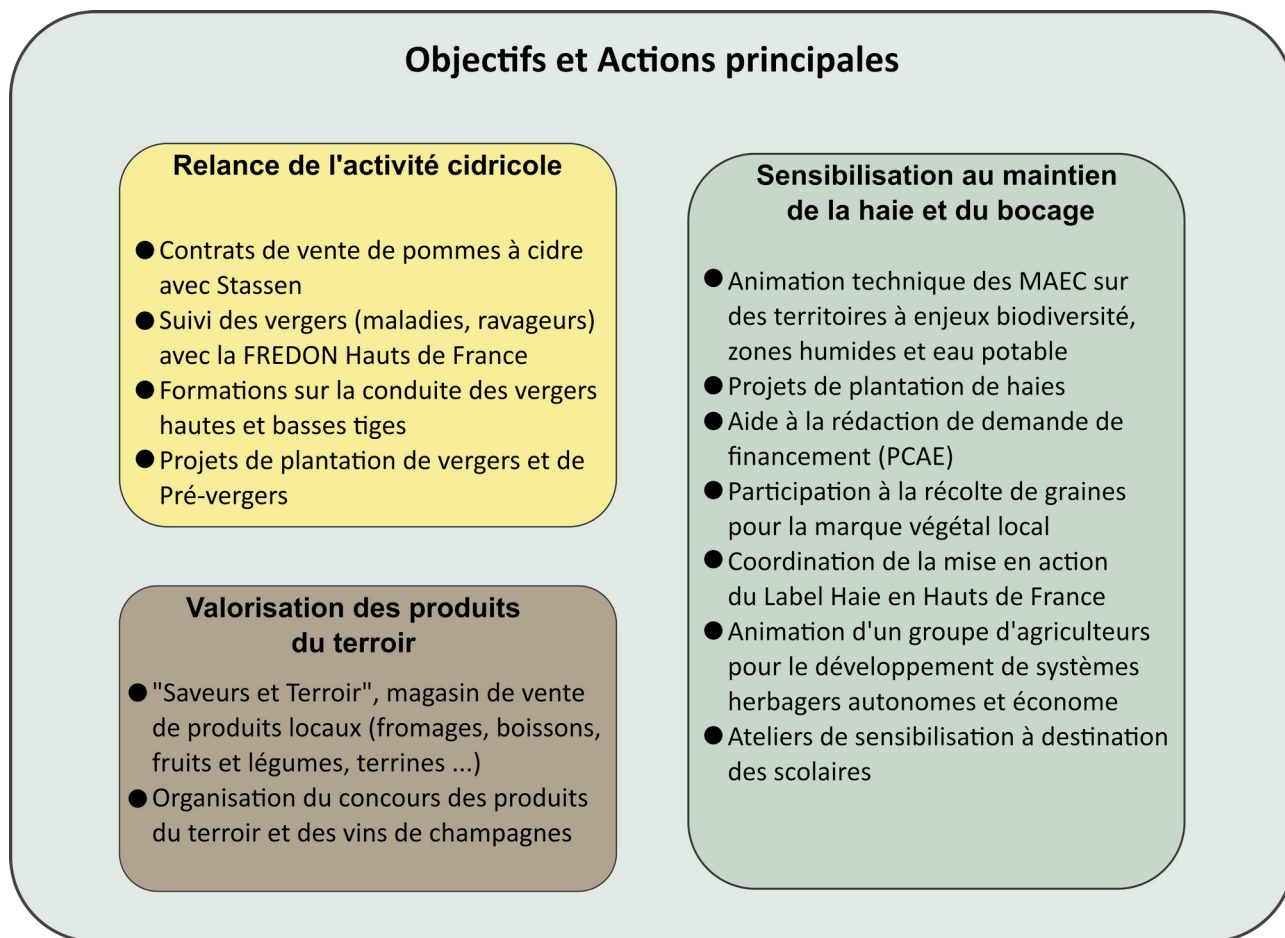 Objectifs et Actions principales
Relance de l'activité cidricole
● Contrats de vente de pommes à cidre
avec Stassen
● Suivi des vergers (maladies, ravageurs)
avec la FREDON Hauts de France
● Formations sur la conduite des vergers
hautes et basses tiges
● Projets de plantation de vergers et de
Pré-vergers
Valorisation des produits
du terroir
● "Saveurs et Terroir", magasin de vente
de produits locaux (fromages, boissons,
fruits et légumes, terrines ...)
● Organisation du concours des produits
du terroir et des vins de champagnes
Sensibilisation au maintien
de la haie et du bocage
● Animation technique des MAEC sur
des territoires à enjeux biodiversité,
zones humides et eau potable
● Projets de plantation de haies
● Aide à la rédaction de demande de
financement (PCAE)
● Participation à la récolte de graines
pour la marque végétal local
● Coordination de la mise en action
du Label Haie en Hauts de France
● Animation d'un groupe d'agriculteurs
pour le développement de systèmes
herbagers autonomes et économe
● Ateliers de sensibilisation à destination
des scolaires